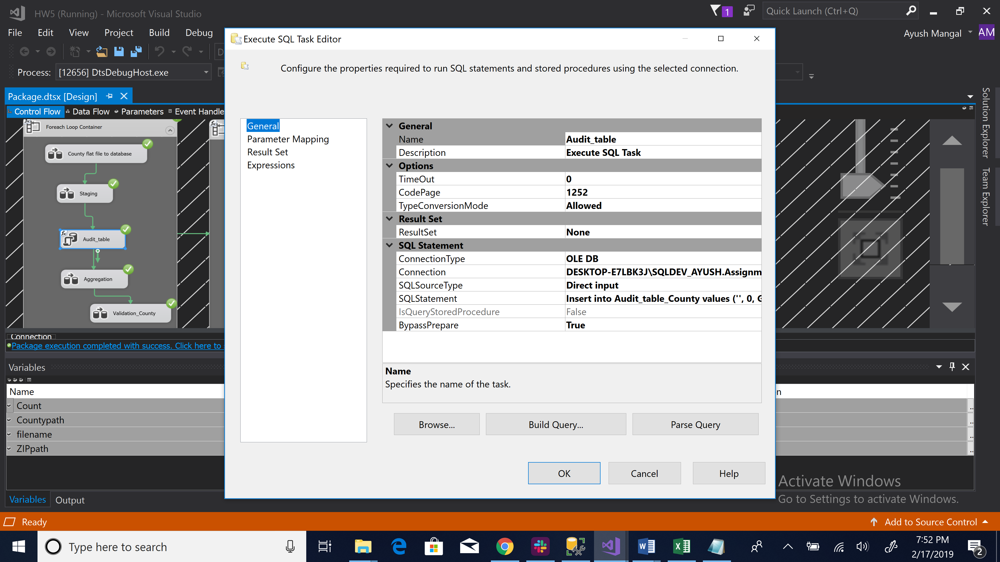 HW5 (Running) - Microsoft Visual Studio
1
Quick Launch (Ctrl+Q)
File Edit View Project Build Debug
Ayush Mangal
AM
Process: [12656] DtsDebugHost.exe
Package.dtsx [Design]
Control Flow Data Flow Parameters Event Handle
Foreach Loop Container
County flat file to database
Staging
fx Audit_table
Aggregation
Validation_County
Connection
Package execution completed with success. Click here to
Variables
Name
Count
Countypath
filename
ZIPpath
Variables Output
Execute SQL Task Editor
Configure the properties required to run SQL statements and stored procedures using the selected connection.
General
Parameter Mapping
Result Set
Expressions
General
Name Audit_table
Description Execute SQL Task
Options
TimeOut 0
CodePage 1252
TypeConversionMode Allowed
Result Set
ResultSet None
SQL Statement
ConnectionType OLE DB
Connection DESKTOP-E7LBK3J\SQLDEV_AYUSH.Assignm
SQLSourceType Direct input
SQLStatement Insert into Audit_table_County values ('', 0, G
IsQueryStoredProcedure False
BypassPrepare True
Name
Specifies the name of the task.
Browse... Build Query... Parse Query
OK Cancel Help
Solution Explorer
Team Explorer
n
Activate Windows
Go to Settings to activate Windows.
Ready
Add to Source Control
Type here to search
7:52 PM
2/17/2019
2